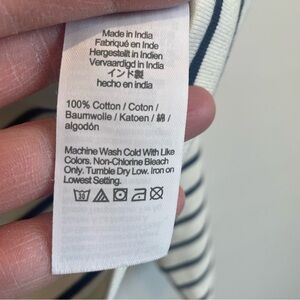 Made in India
Fabriqué en Inde
Hergestellt in Indien
Vervaardigd in India
インド製
hecho en india
100% Cotton / Coton /
Baumwolle / Katoen / 綿 /
algodón
Machine Wash Cold With Like
Colors. Non-Chlorine Bleach
Only. Tumble Dry Low. Iron on
Lowest Setting.
30